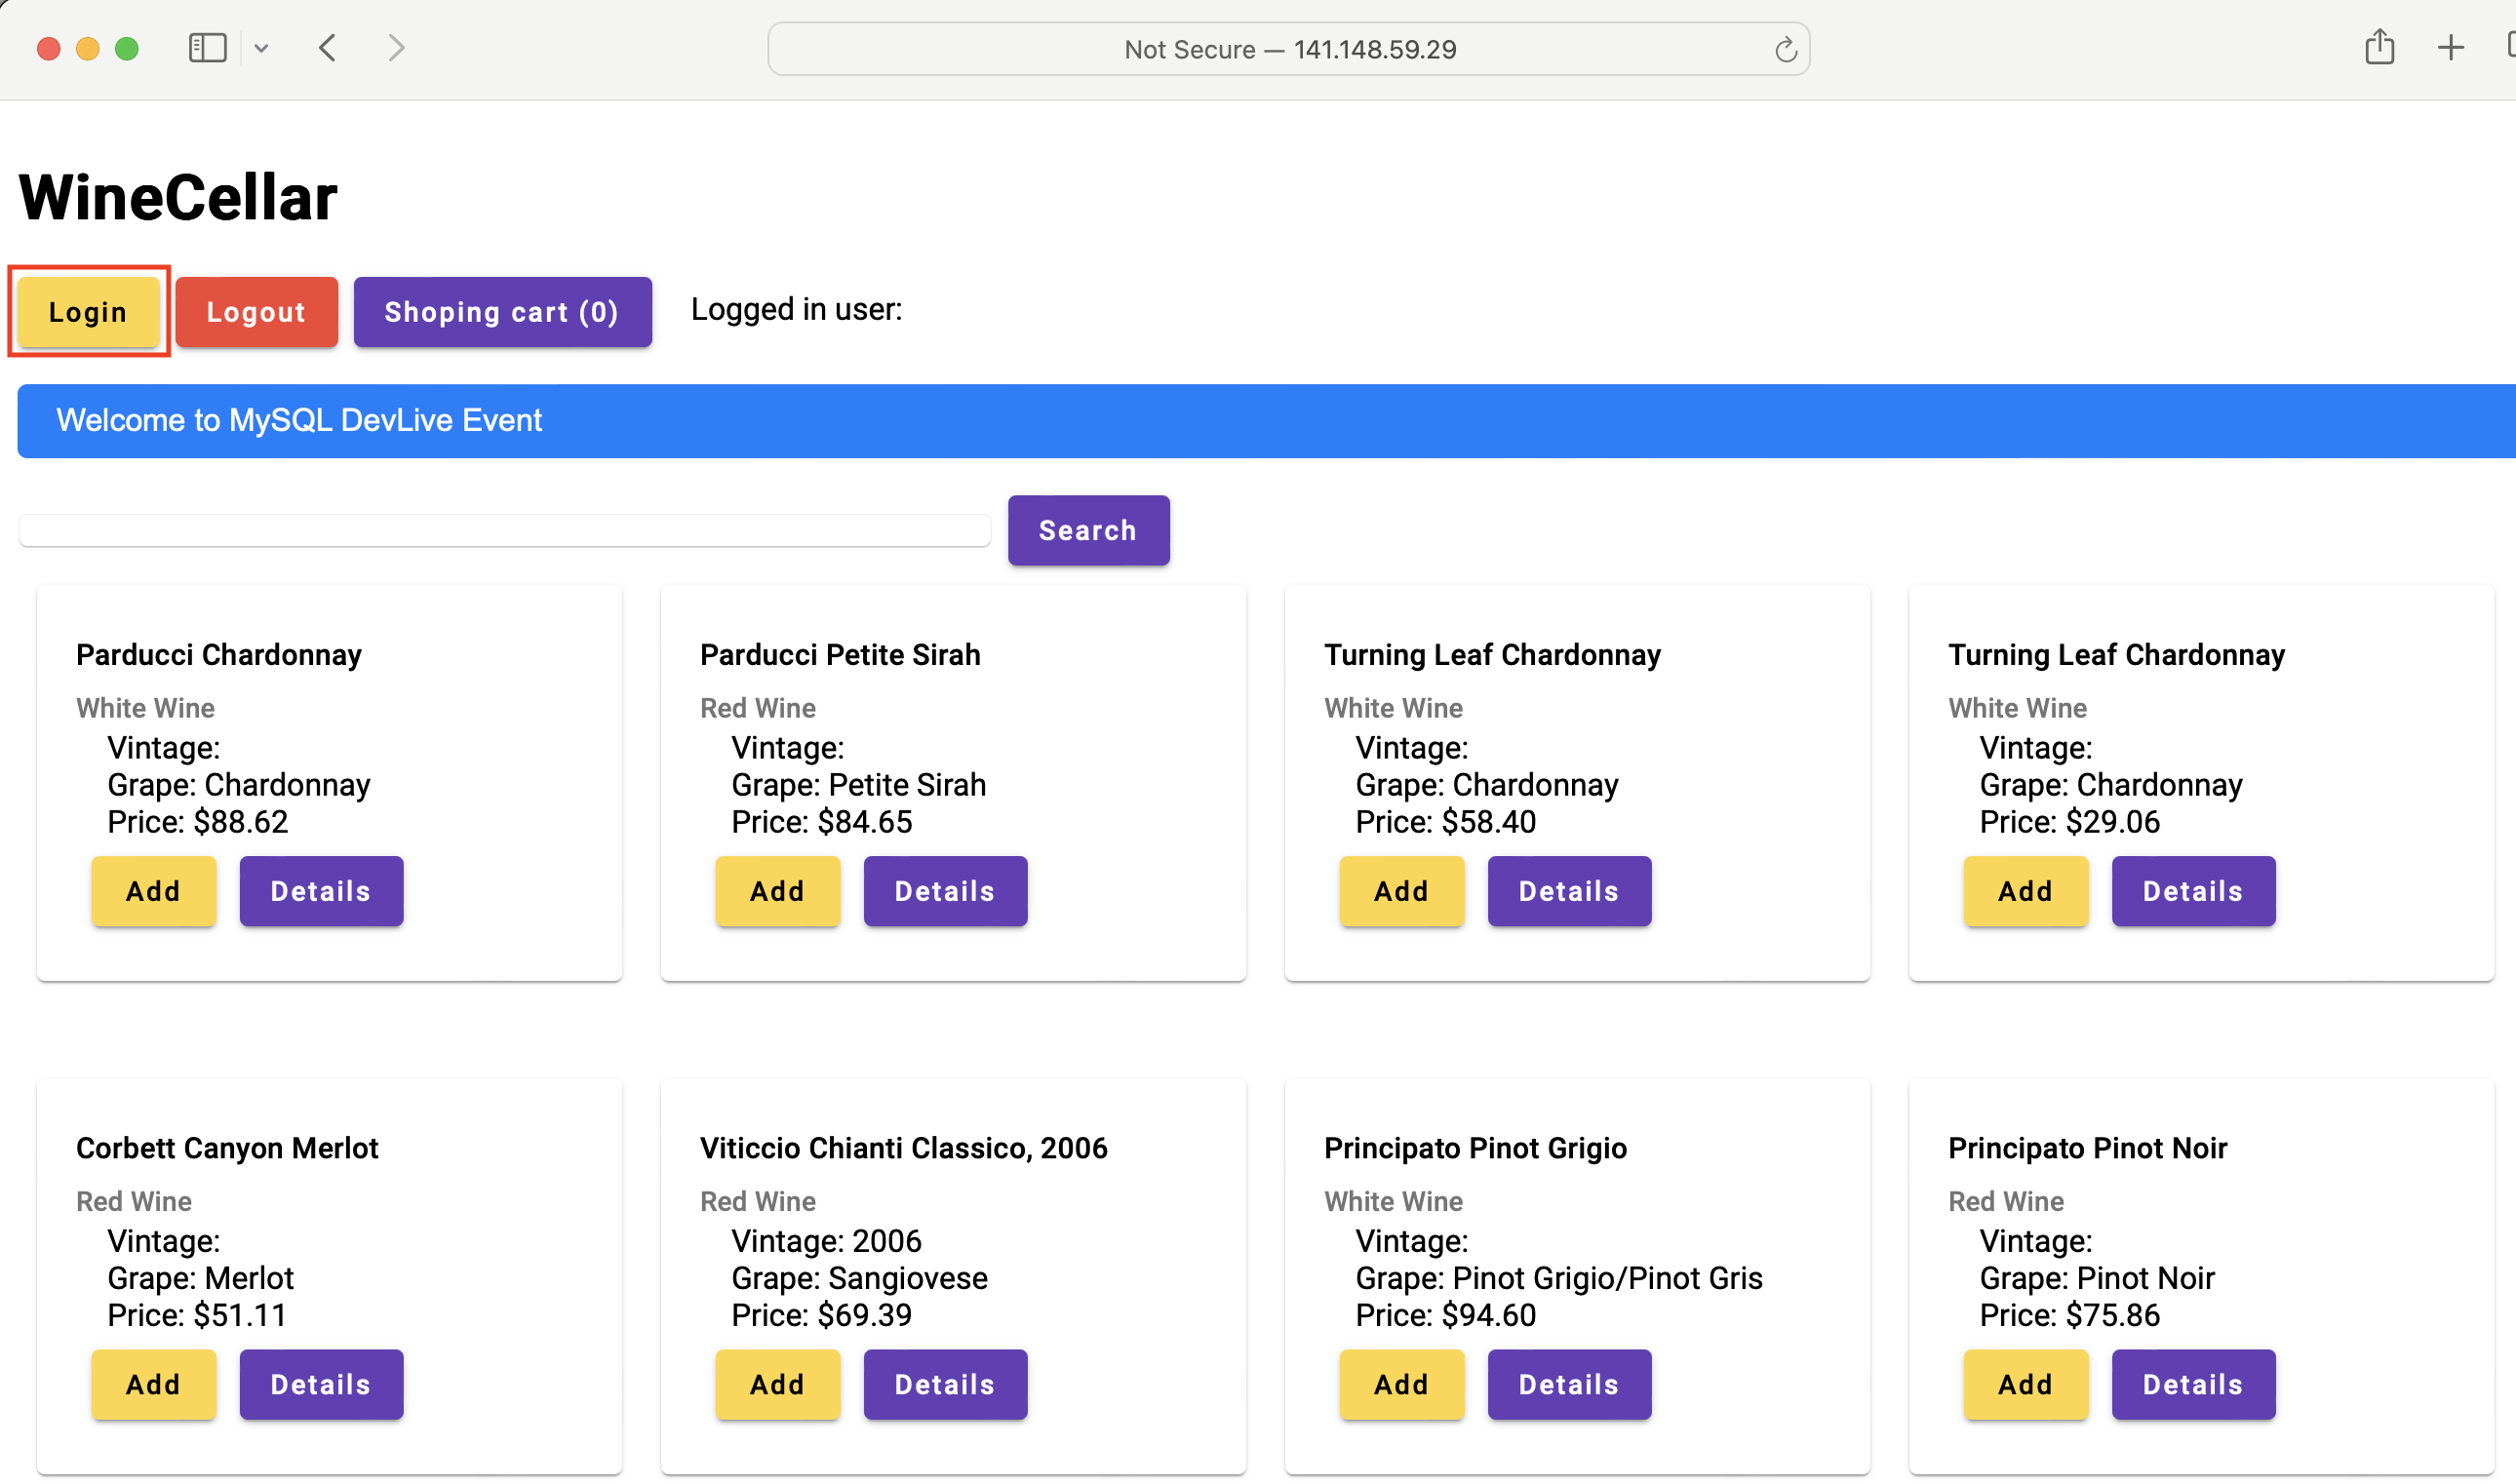 Not Secure — 141.148.59.29
WineCellar
Login
Logout
Shoping cart (0)
Logged in user:
Welcome to MySQL DevLive Event
Search
Parducci Chardonnay
White Wine
Vintage:
Grape: Chardonnay
Price: $88.62
Add
Details
Parducci Petite Sirah
Red Wine
Vintage:
Grape: Petite Sirah
Price: $84.65
Add
Details
Turning Leaf Chardonnay
White Wine
Vintage:
Grape: Chardonnay
Price: $58.40
Add
Details
Turning Leaf Chardonnay
White Wine
Vintage:
Grape: Chardonnay
Price: $29.06
Add
Details
Corbett Canyon Merlot
Red Wine
Vintage:
Grape: Merlot
Price: $51.11
Add
Details
Viticcio Chianti Classico, 2006
Red Wine
Vintage: 2006
Grape: Sangiovese
Price: $69.39
Add
Details
Principato Pinot Grigio
White Wine
Vintage:
Grape: Pinot Grigio/Pinot Gris
Price: $94.60
Add
Details
Principato Pinot Noir
Red Wine
Vintage:
Grape: Pinot Noir
Price: $75.86
Add
Details